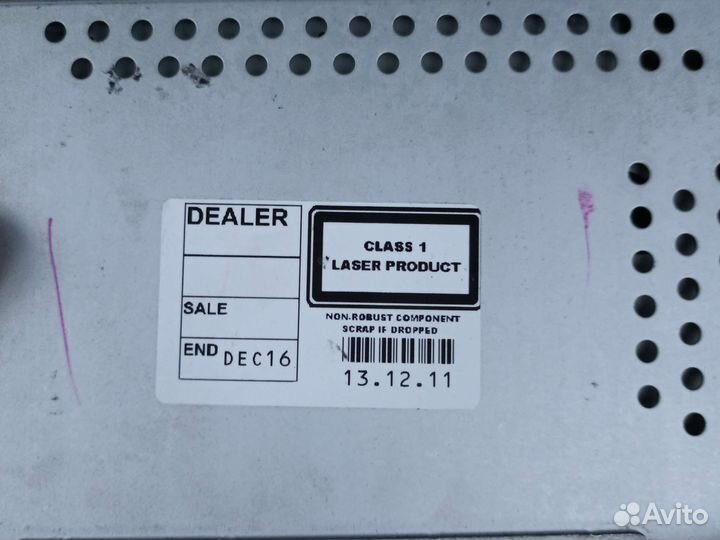 DEALER
SALE
END DEC16
CLASS 1
LASER PRODUCT
NON-ROBUST COMPONENT
SCRAP IF DROPPED
13.12.11
Avito